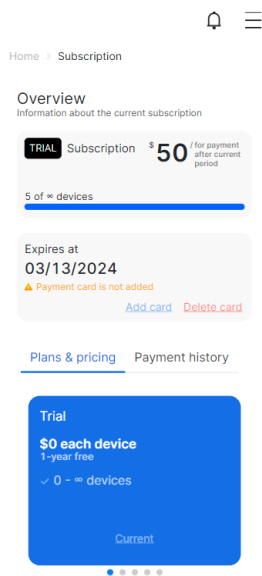 Home > Subscription
Overview
Information about the current subscription
TRIAL Subscription
$50 / for payment
after current
period
5 of ∞ devices
Expires at
03/13/2024
Payment card is not added
Add card Delete card
Plans & pricing Payment history
Trial
$0 each device
1-year free
✓ 0 - ∞ devices
Current